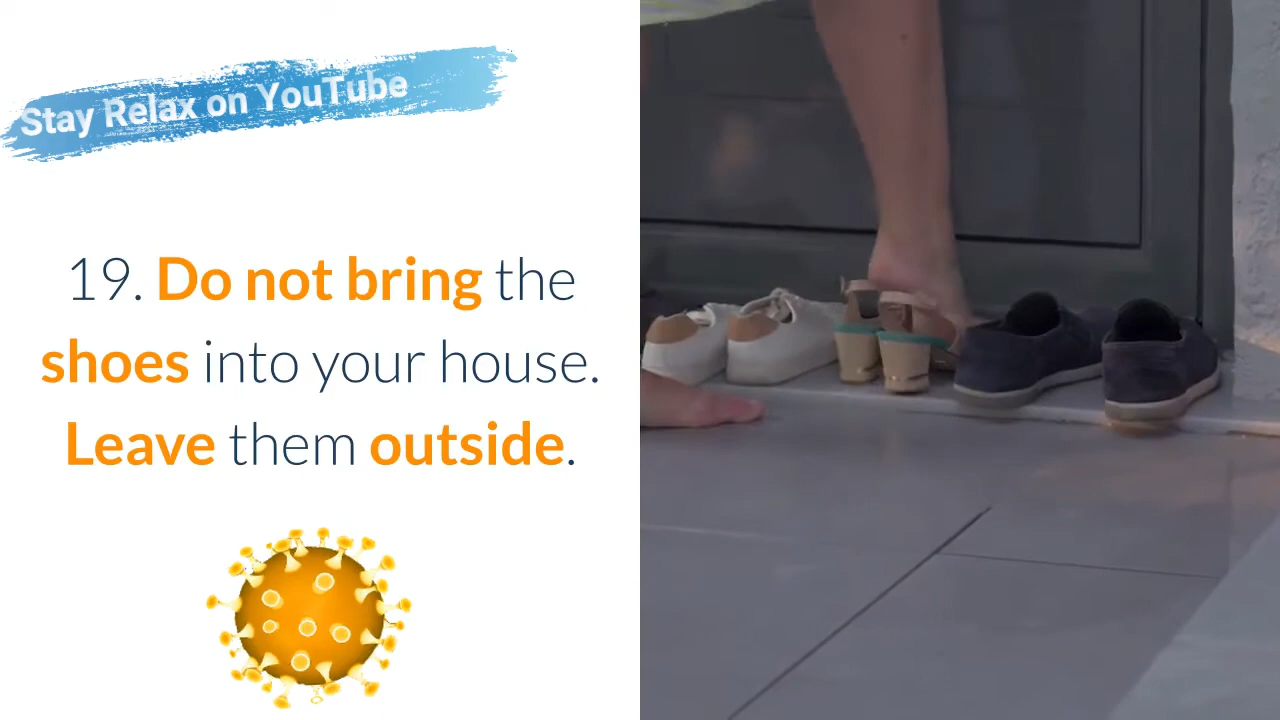 Stay Relax on YouTube
19. Do not bring the
shoes into your house.
Leave them outside.